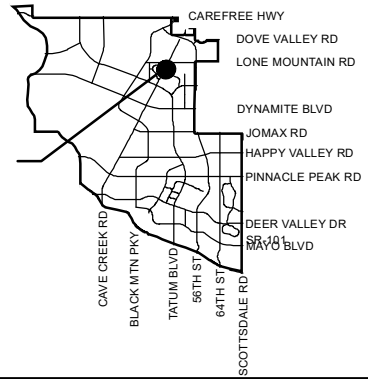 CAREFREE HWY
DOVE VALLEY RD
LONE MOUNTAIN RD
DYNAMITE BLVD
JOMAX RD
HAPPY VALLEY RD
PINNACLE PEAK RD
DEER VALLEY DR
SR-101
MAYO BLVD
CAVE CREEK RD
BLACK MTN PKY
TATUM BLVD
56TH ST
64TH ST
SCOTTSDALE RD